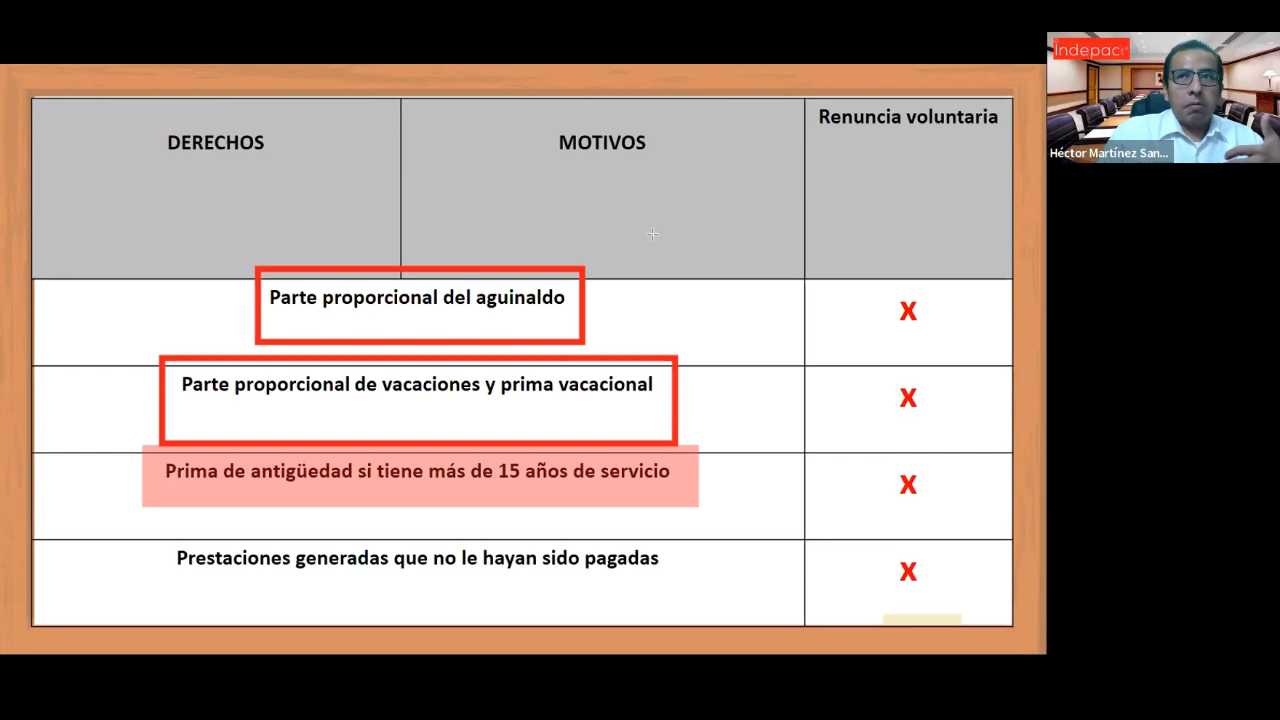 Indepac
Héctor Martínez San...
DERECHOS
MOTIVOS
Renuncia voluntaria
Parte proporcional del aguinaldo
X
Parte proporcional de vacaciones y prima vacacional
X
Prima de antigüedad si tiene más de 15 años de servicio
X
Prestaciones generadas que no le hayan sido pagadas
X